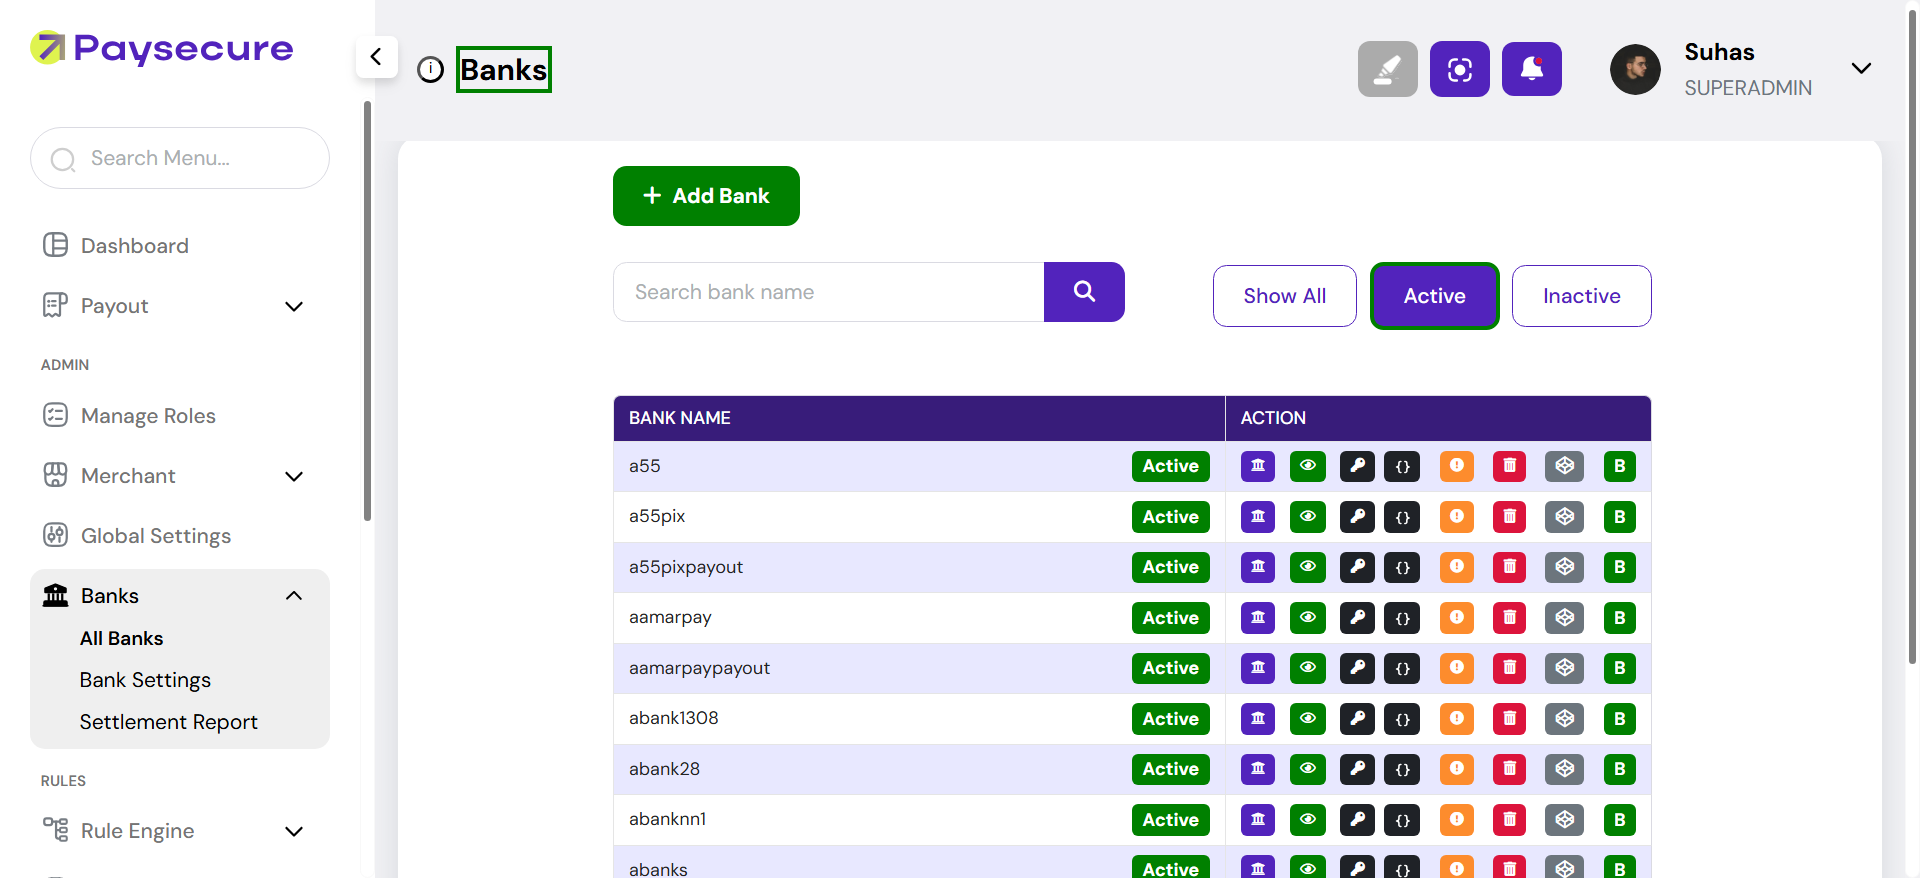 Paysecure
Search Menu...
Dashboard
Payout
ADMIN
Manage Roles
Merchant
Global Settings
Banks
All Banks
Bank Settings
Settlement Report
RULES
Rule Engine
Banks
Suhas
SUPERADMIN
+ Add Bank
Search bank name
Show All
Active
Inactive
BANK NAME ACTION
a55 Active {} B
a55pix Active {} B
a55pixpayout Active {} B
aamarpay Active {} B
aamarpaypayout Active {} B
abank1308 Active {} B
abank28 Active {} B
abanknn1 Active {} B
abanks Active {} B